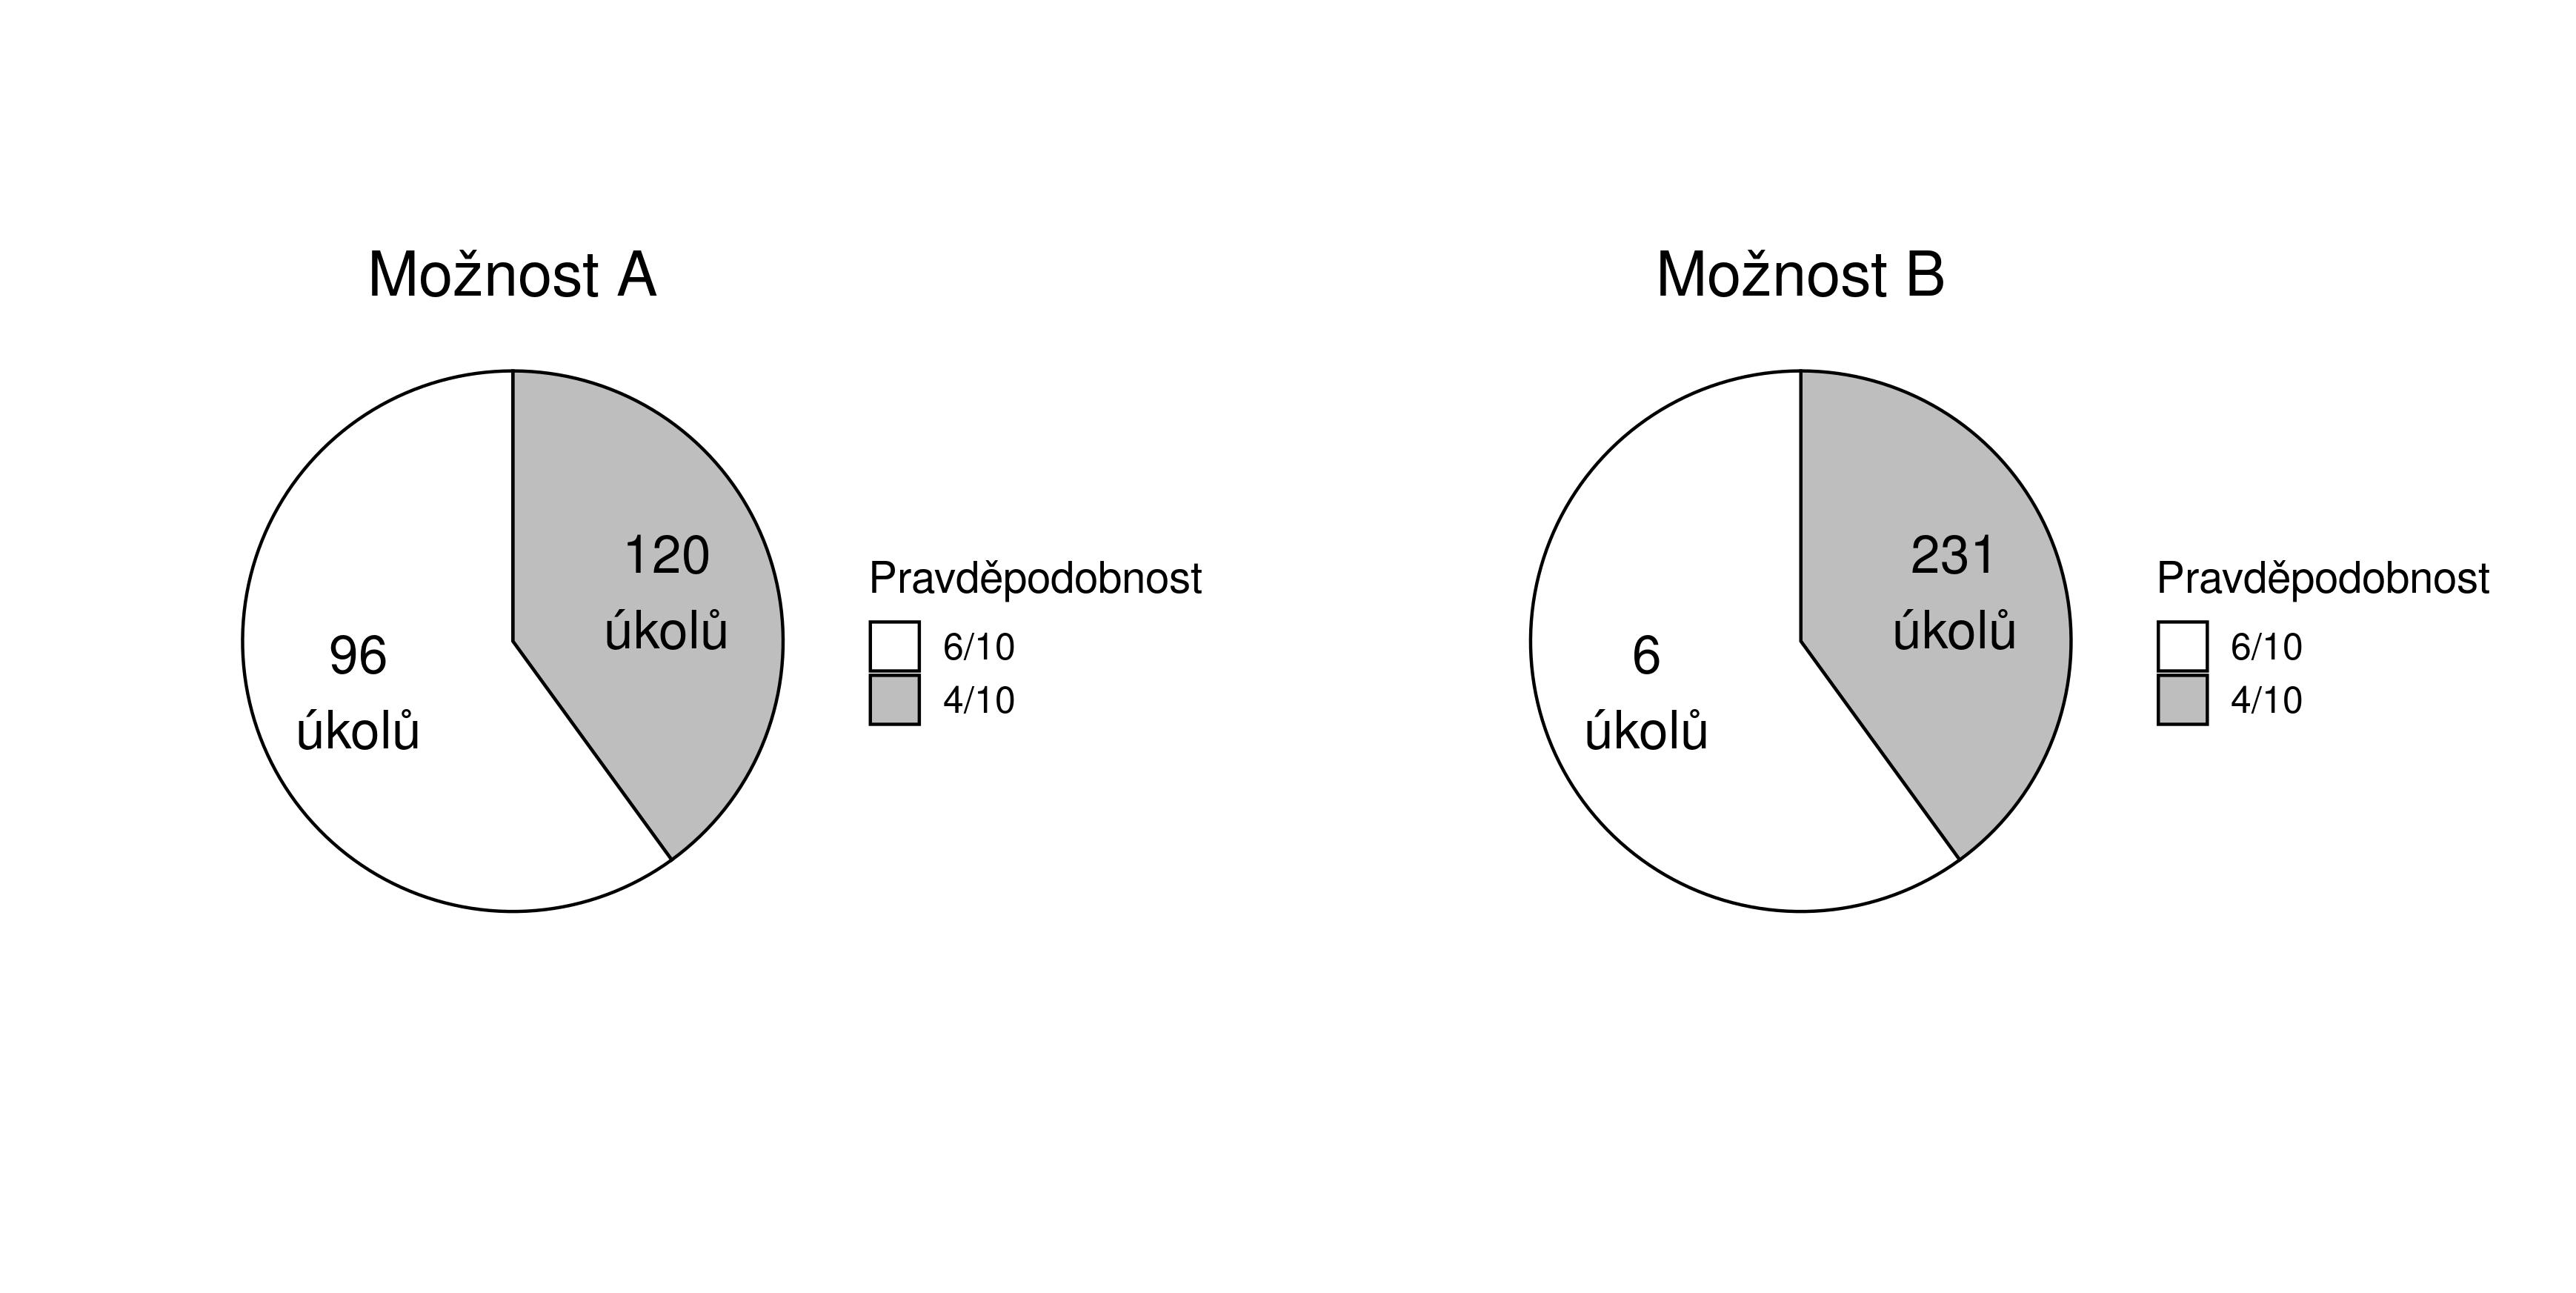 Možnost A
120
úkolů
96
úkolů
Pravděpodobnost
6/10
4/10
Možnost B
231
úkolů
6
úkolů
Pravděpodobnost
6/10
4/10